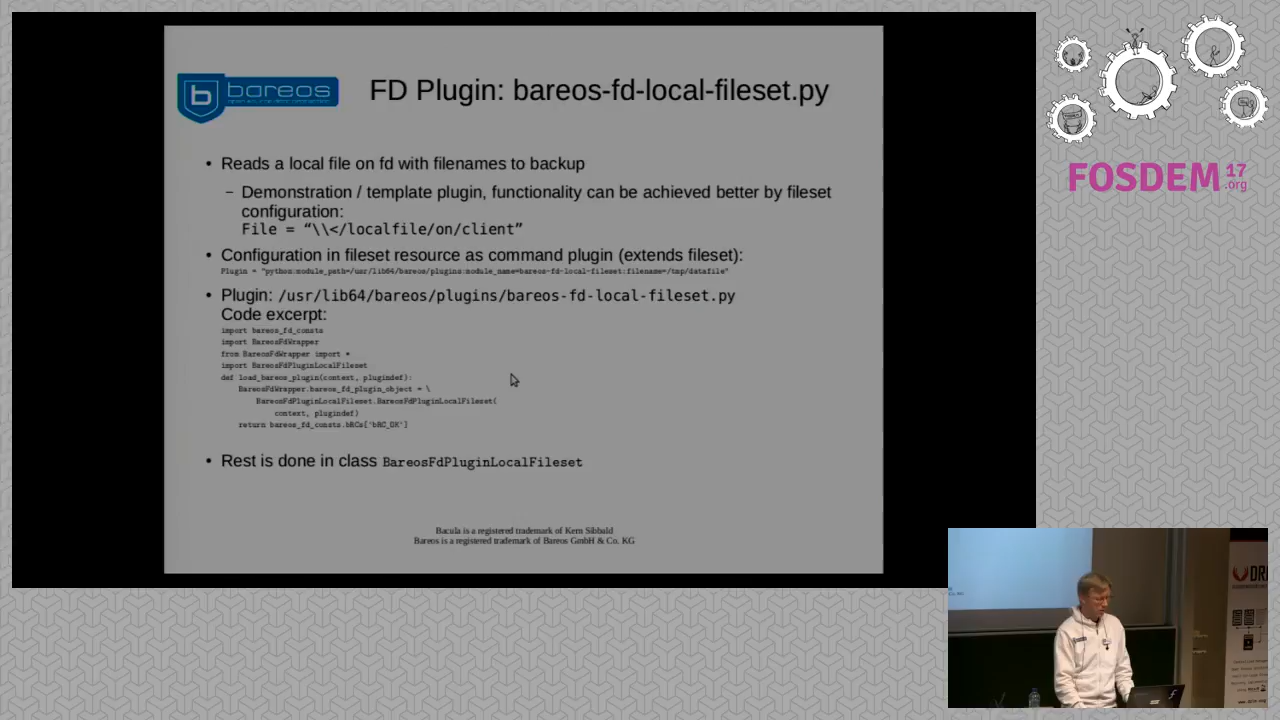 bareos
FD Plugin: bareos-fd-local-fileset.py
• Reads a local file on fd with filenames to backup
– Demonstration / template plugin, functionality can be achieved better by fileset
configuration:
File = “\\</localfile/on/client”
• Configuration in fileset resource as command plugin (extends fileset):
Plugin = "python:module_path=/usr/lib64/bareos/plugins:module_name=bareos-fd-local-fileset:filename=/tmp/datafile"
• Plugin: /usr/lib64/bareos/plugins/bareos-fd-local-fileset.py
Code excerpt:
import bareos_fd_consts
import BareosFdWrapper
from BareosFdWrapper import *
import BareosFdPluginLocalFileset
def load_bareos_plugin(context, plugindef):
BareosFdWrapper.bareos_fd_plugin_object = \
BareosFdPluginLocalFileset.BareosFdPluginLocalFileset(
context, plugindef)
return bareos_fd_consts.bRCs['bRC_OK']
• Rest is done in class BareosFdPluginLocalFileset
Bacula is a registered trademark of Kern Sibbald
Bareos is a registered trademark of Bareos GmbH & Co. KG
FOSDEM 17
.org